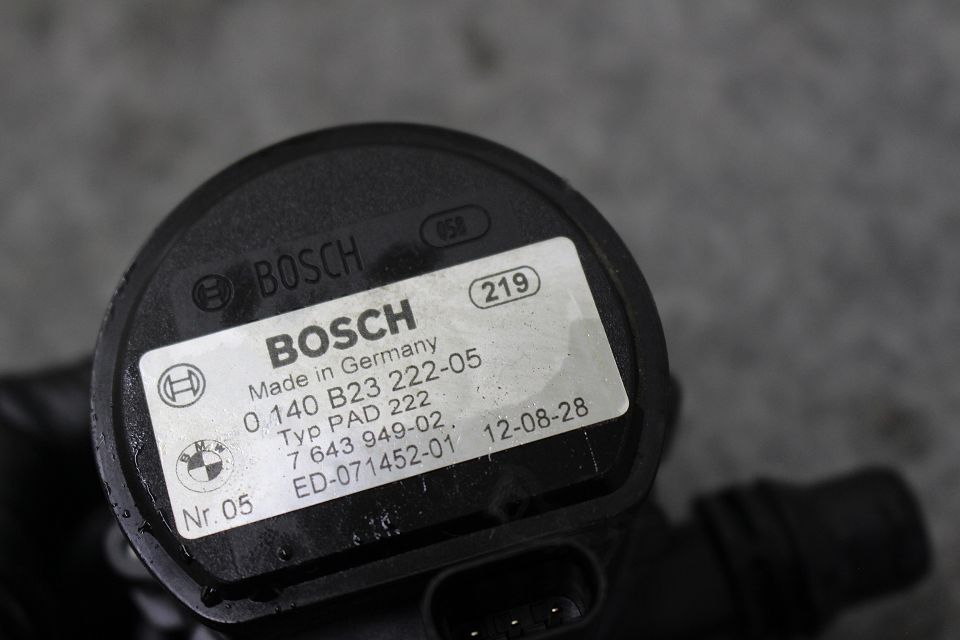 BOSCH 058
BOSCH 219
Made in Germany
0 140 B23 222-05
Typ PAD 222
7 643 949-02
BMW
ED-071452-01 12-08-28
Nr. 05